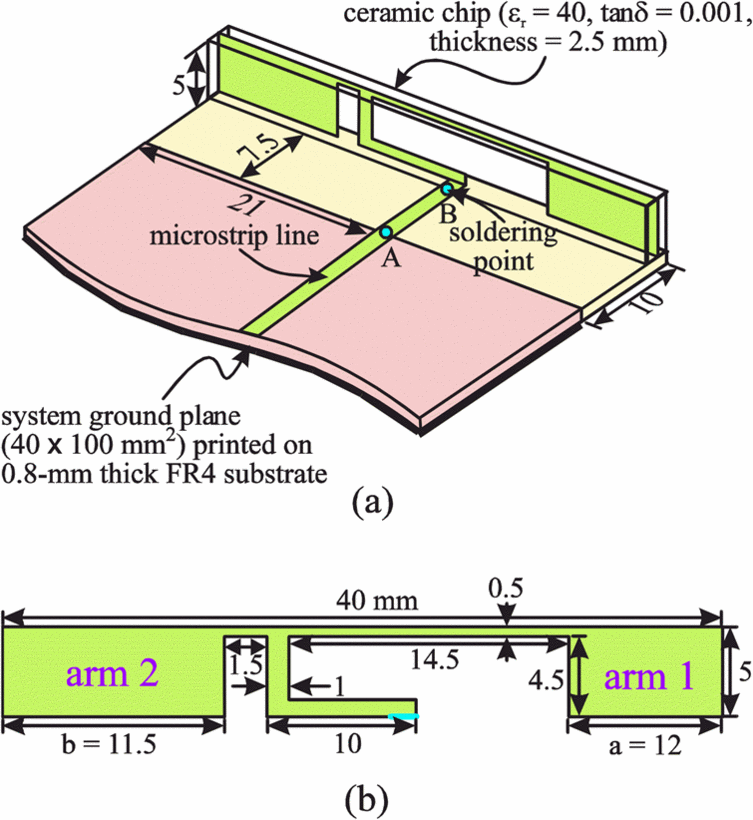 ceramic chip (εr = 40, tanδ = 0.001,
thickness = 2.5 mm)
5
7.5
21
B
microstrip line
A
soldering
point
10
system ground plane
(40 x 100 mm²) printed on
0.8-mm thick FR4 substrate
(a)
0.5
40 mm
arm 2
1.5
14.5
4.5
arm 1
5
1
b = 11.5
10
a = 12
(b)